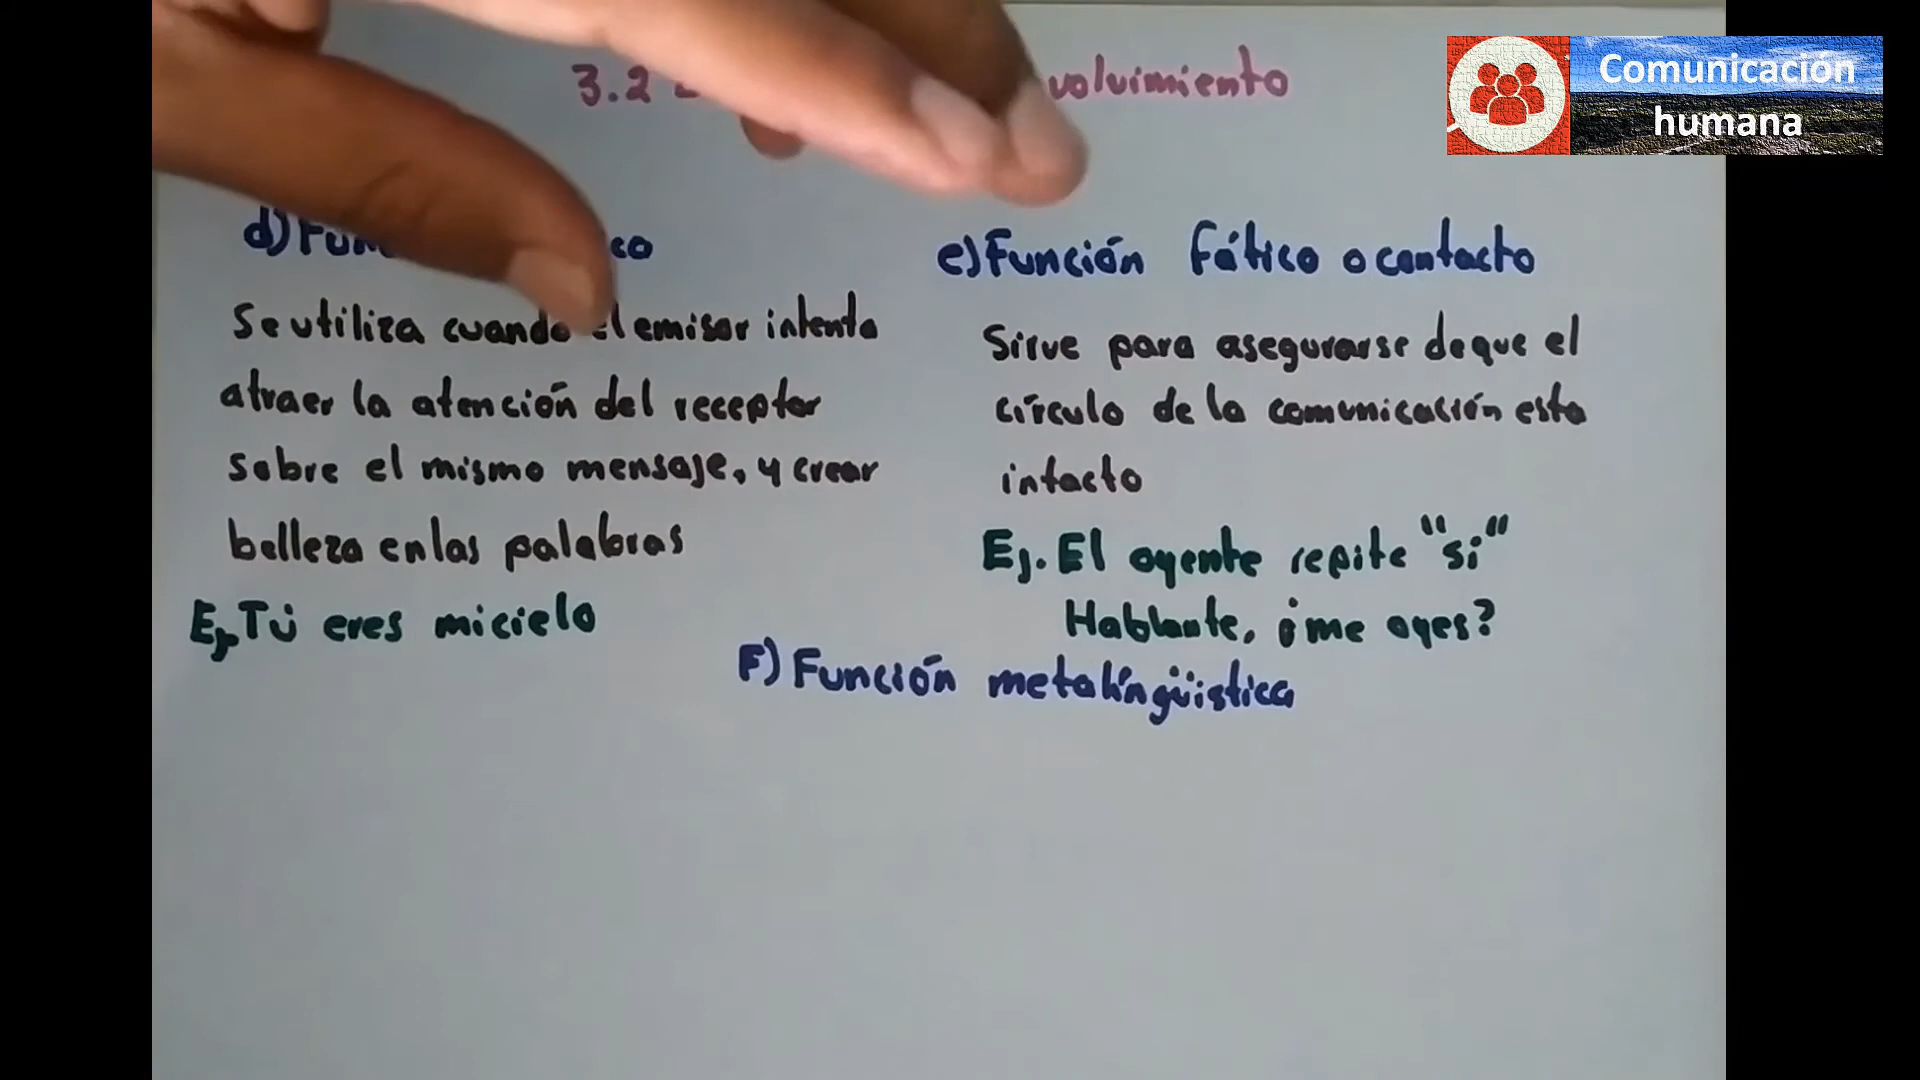 3.2 volvimiento
Comunicación
humana
d) co
Se utiliza cuando el emisor intenta
atraer la atención del receptor
sobre el mismo mensaje, y crear
belleza en las palabras
Ej. Tú eres mi cielo
e) Función fático o contacto
Sirve para asegurarse de que el
círculo de la comunicación esta
intacto
Ej. El oyente repite "si"
Hablante, ¿me oyes?
F) Función metalíngüistica